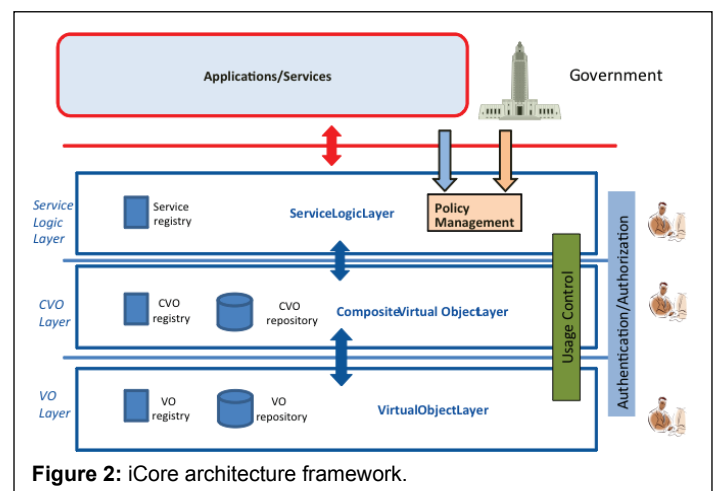 Applications/Services
Government
Service
Logic
Layer
Service
registry
ServiceLogicLayer
Policy
Management
CVO
Layer
CVO
registry
CVO
repository
CompositeVirtual ObjectLayer
VO
Layer
VO
registry
VO
repository
VirtualObjectLayer
Usage Control
Authentication/Authorization
Figure 2: iCore architecture framework.